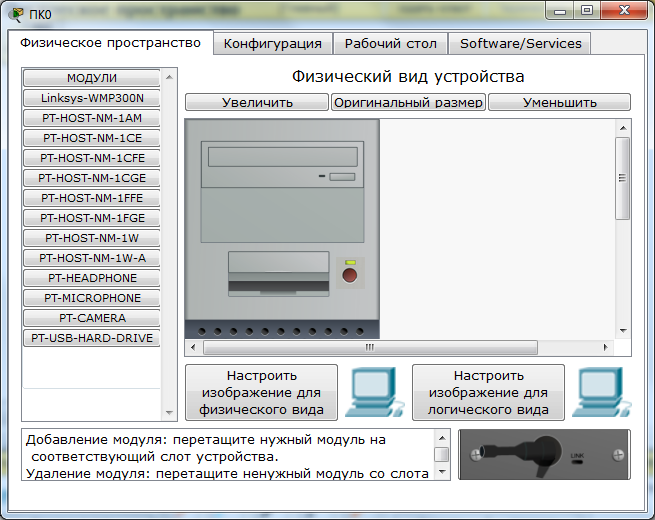 ПК0
Физическое пространство
Конфигурация
Рабочий стол
Software/Services
МОДУЛИ
Linksys-WMP300N
PT-HOST-NM-1AM
PT-HOST-NM-1CE
PT-HOST-NM-1CFE
PT-HOST-NM-1CGE
PT-HOST-NM-1FFE
PT-HOST-NM-1FGE
PT-HOST-NM-1W
PT-HOST-NM-1W-A
PT-HEADPHONE
PT-MICROPHONE
PT-CAMERA
PT-USB-HARD-DRIVE
Физический вид устройства
Увеличить
Оригинальный размер
Уменьшить
Настроить
изображение для
физического вида
Настроить
изображение для
логического вида
Добавление модуля: перетащите нужный модуль на
соответствующий слот устройства.
Удаление модуля: перетащите ненужный модуль со слота
LINK